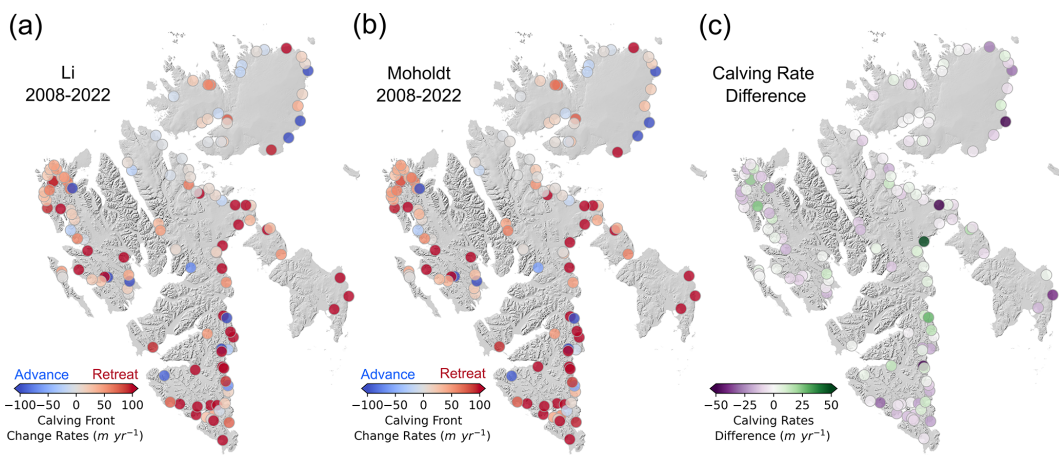 (a)
Li
2008-2022
Advance Retreat
−100 −50 0 50 100
Calving Front
Change Rates (m yr⁻¹)
(b)
Moholdt
2008-2022
Advance Retreat
−100 −50 0 50 100
Calving Front
Change Rates (m yr⁻¹)
(c)
Calving Rate
Difference
−50 −25 0 25 50
Calving Rates
Difference (m yr⁻¹)